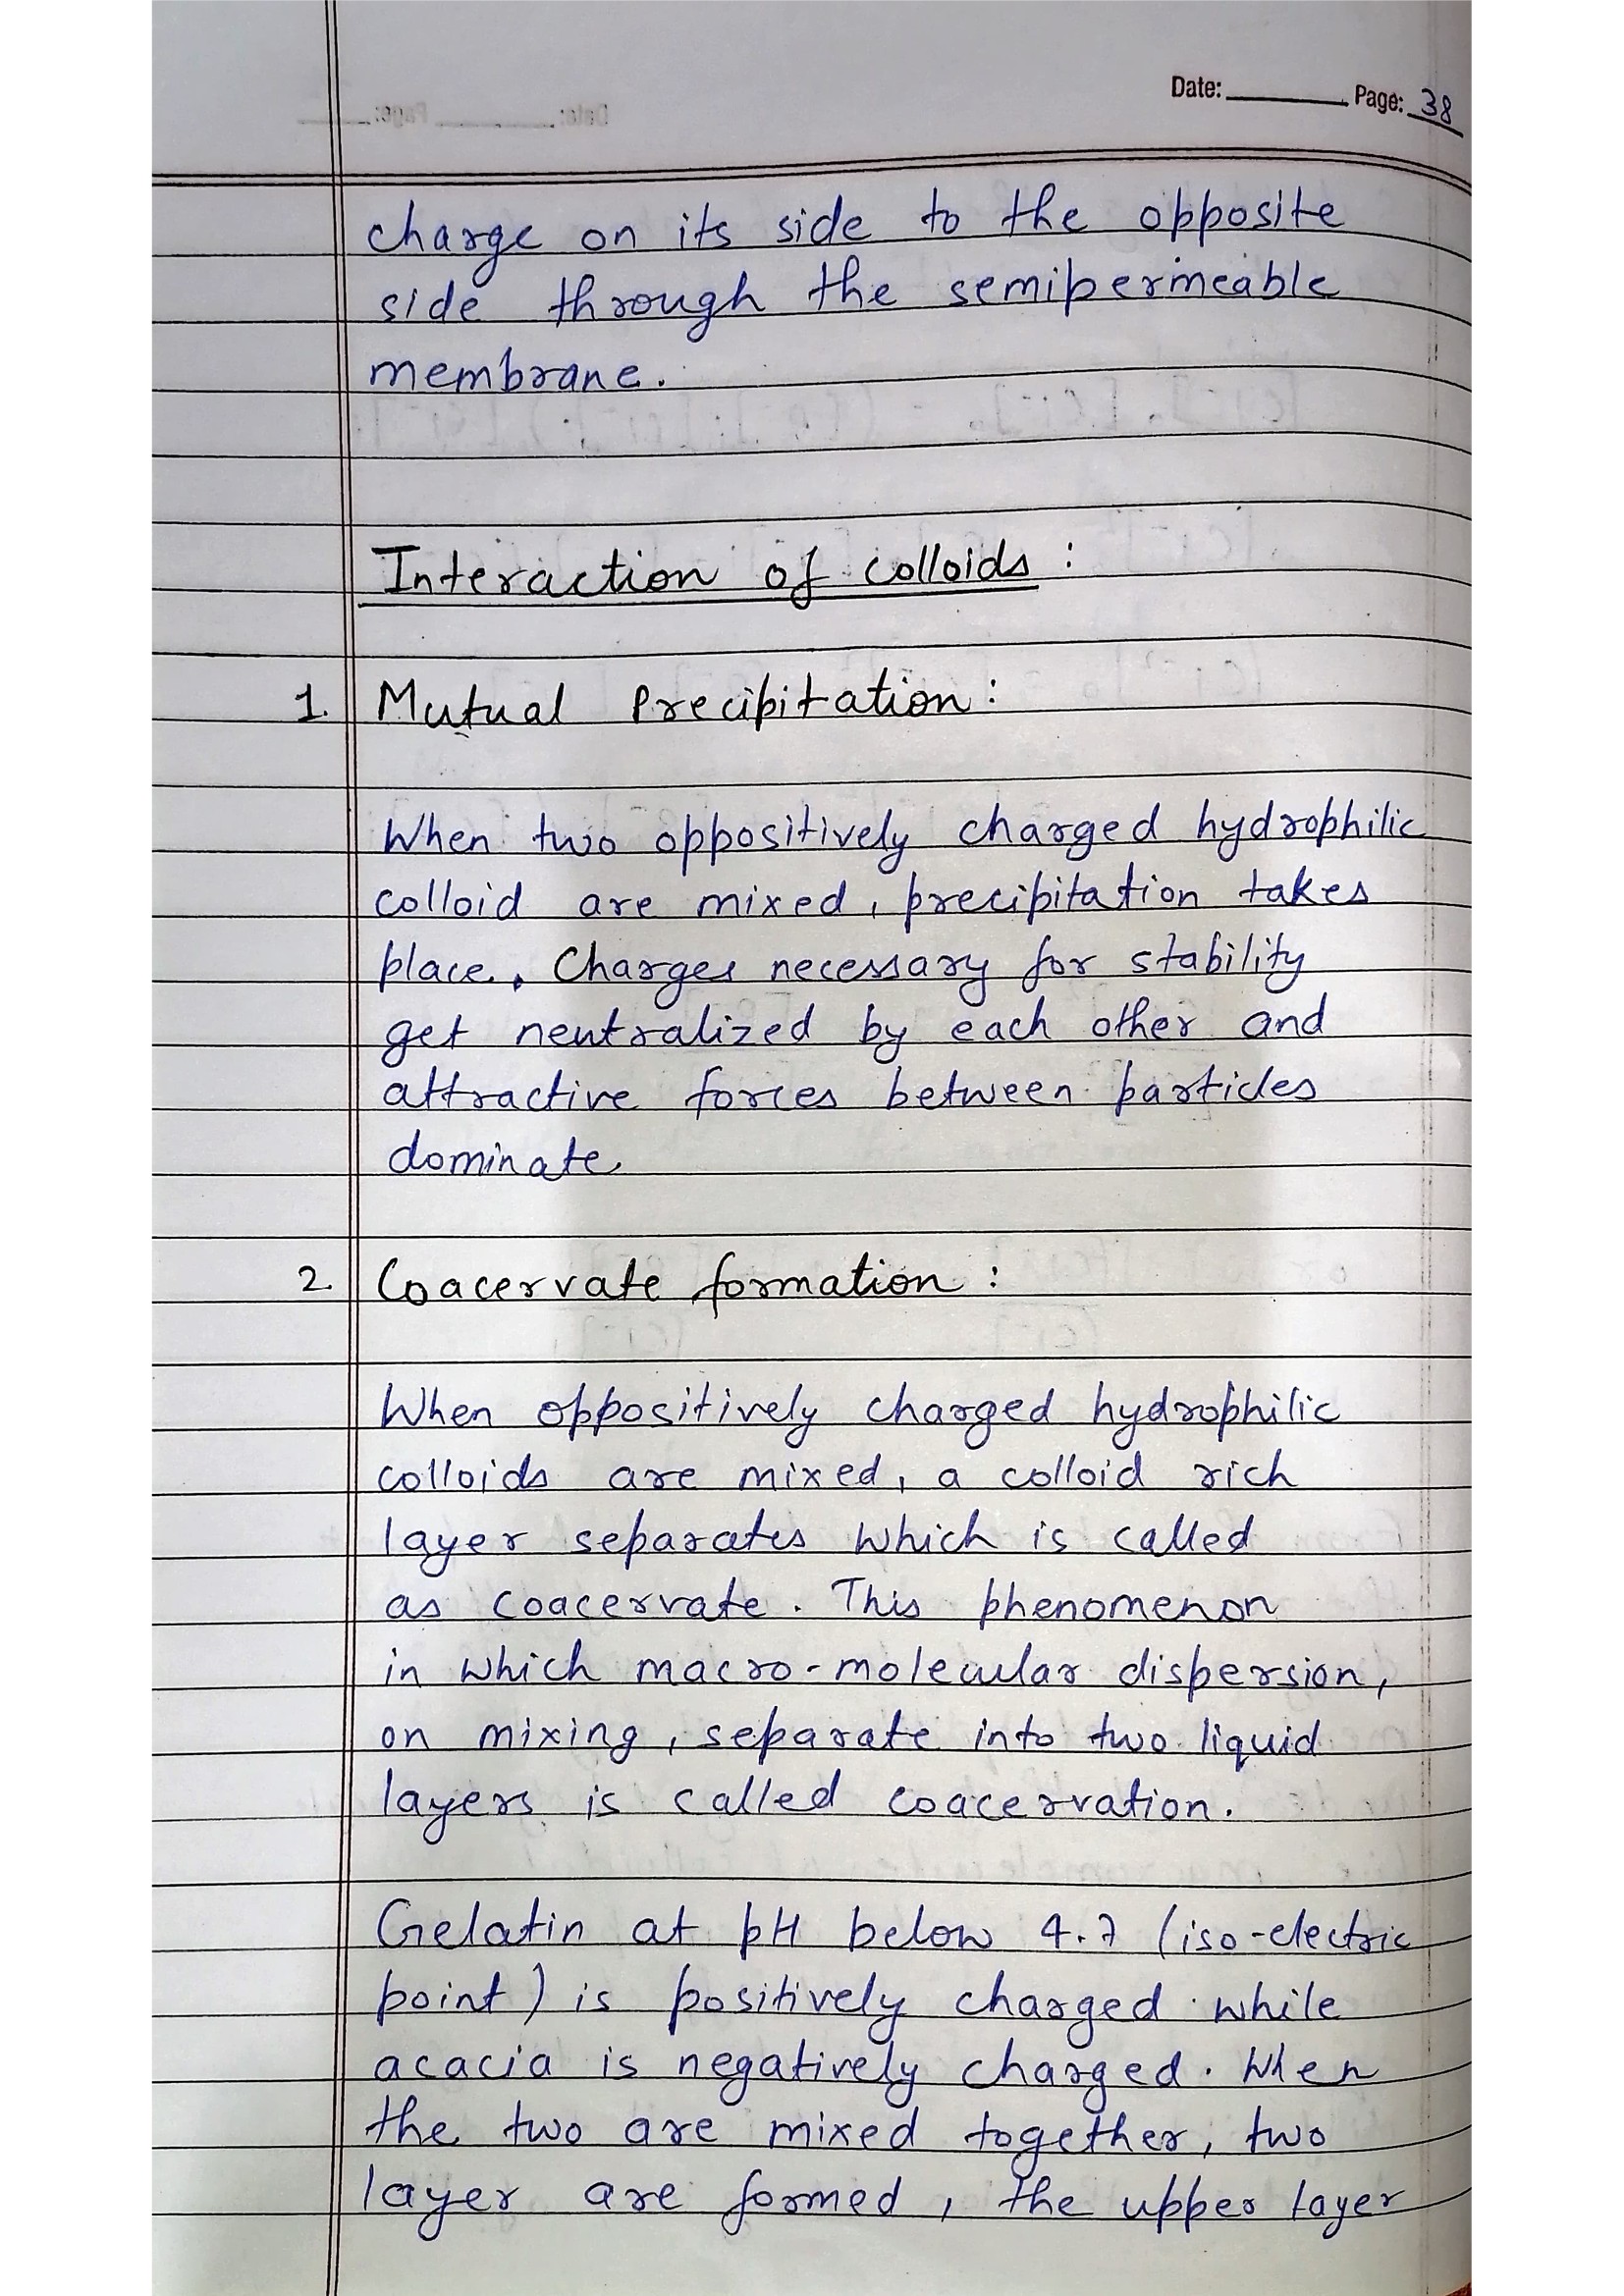 Date: Page: 38
charge on its side to the opposite
side through the semipermeable
membrane.
Interaction of colloids :
1. Mutual Precipitation :
When two oppositively charged hydrophilic
colloid are mixed, precipitation takes
place. Charges necessary for stability
get neutralized by each other and
attractive forces between particles
dominate.
2. Coacervate formation :
When oppositively charged hydrophilic
colloids are mixed, a colloid rich
layer separates which is called
as coacervate. This phenomenon
in which macro-molecular dispersion,
on mixing, separate into two liquid
layers is called coacervation.
Gelatin at pH below 4.7 (iso-electric
point) is positively charged while
acacia is negatively charged. When
the two are mixed together, two
layer are formed, the upper layer